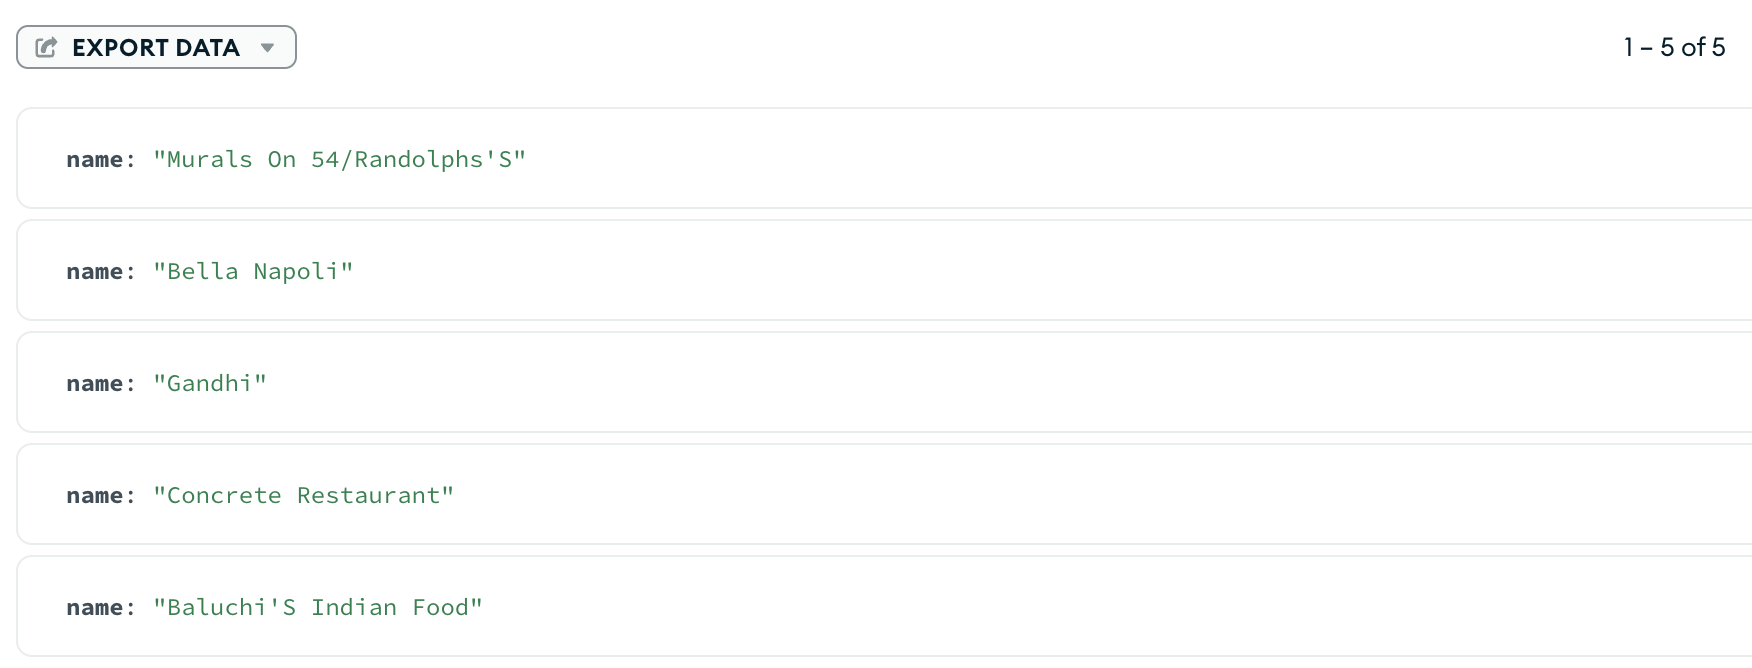 EXPORT DATA
1 – 5 of 5
name: "Murals On 54/Randolphs'S"
name: "Bella Napoli"
name: "Gandhi"
name: "Concrete Restaurant"
name: "Baluchi'S Indian Food"